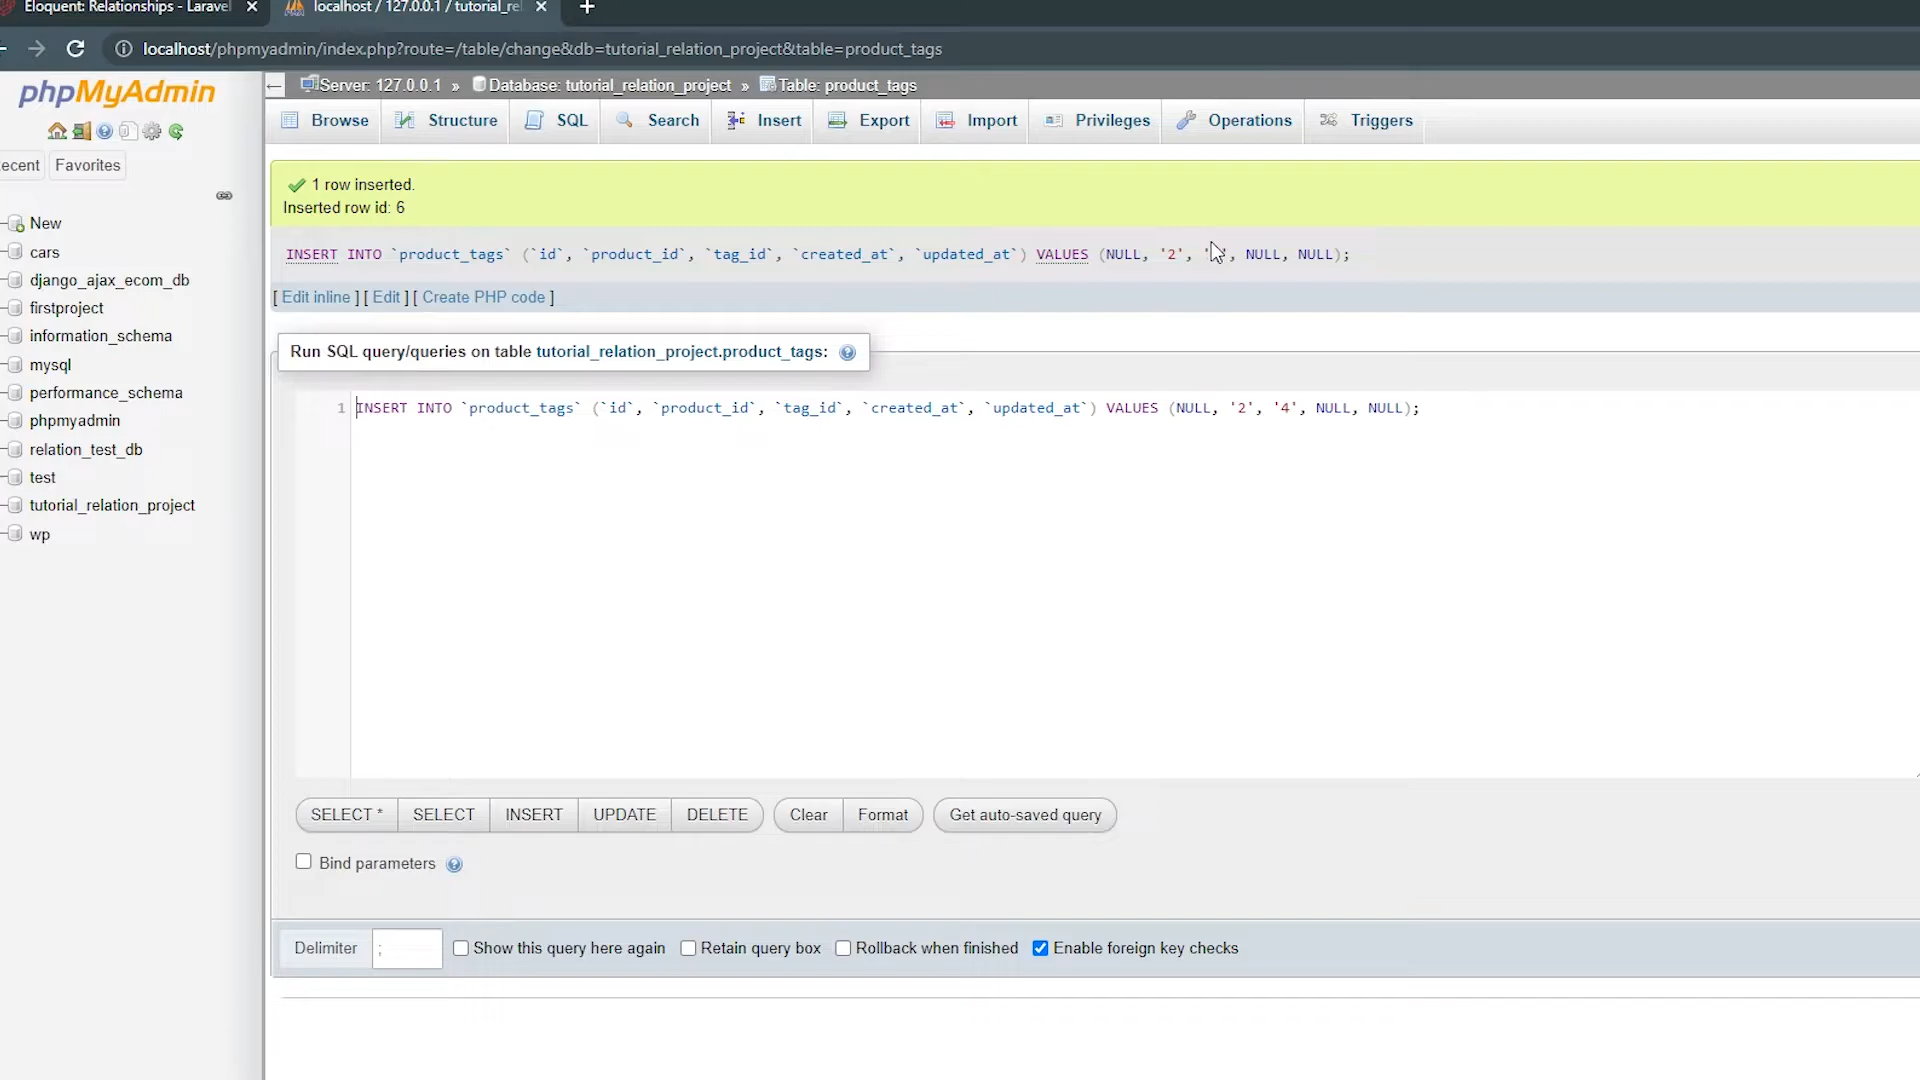 Eloquent: Relationships - Laravel
localhost / 127.0.0.1 / tutorial_rel
localhost/phpmyadmin/index.php?route=/table/change&db=tutorial_relation_project&table=product_tags
phpMyAdmin
Server: 127.0.0.1 » Database: tutorial_relation_project » Table: product_tags
Browse Structure SQL Search Insert Export Import Privileges Operations Triggers
ecent Favorites
New
cars
django_ajax_ecom_db
firstproject
information_schema
mysql
performance_schema
phpmyadmin
relation_test_db
test
tutorial_relation_project
wp
1 row inserted.
Inserted row id: 6
INSERT INTO `product_tags` (`id`, `product_id`, `tag_id`, `created_at`, `updated_at`) VALUES (NULL, '2', ' ', NULL, NULL);
[ Edit inline ] [ Edit ] [ Create PHP code ]
Run SQL query/queries on table tutorial_relation_project.product_tags:
1 INSERT INTO `product_tags` (`id`, `product_id`, `tag_id`, `created_at`, `updated_at`) VALUES (NULL, '2', '4', NULL, NULL);
SELECT * SELECT INSERT UPDATE DELETE Clear Format Get auto-saved query
Bind parameters
Delimiter ; Show this query here again Retain query box Rollback when finished Enable foreign key checks